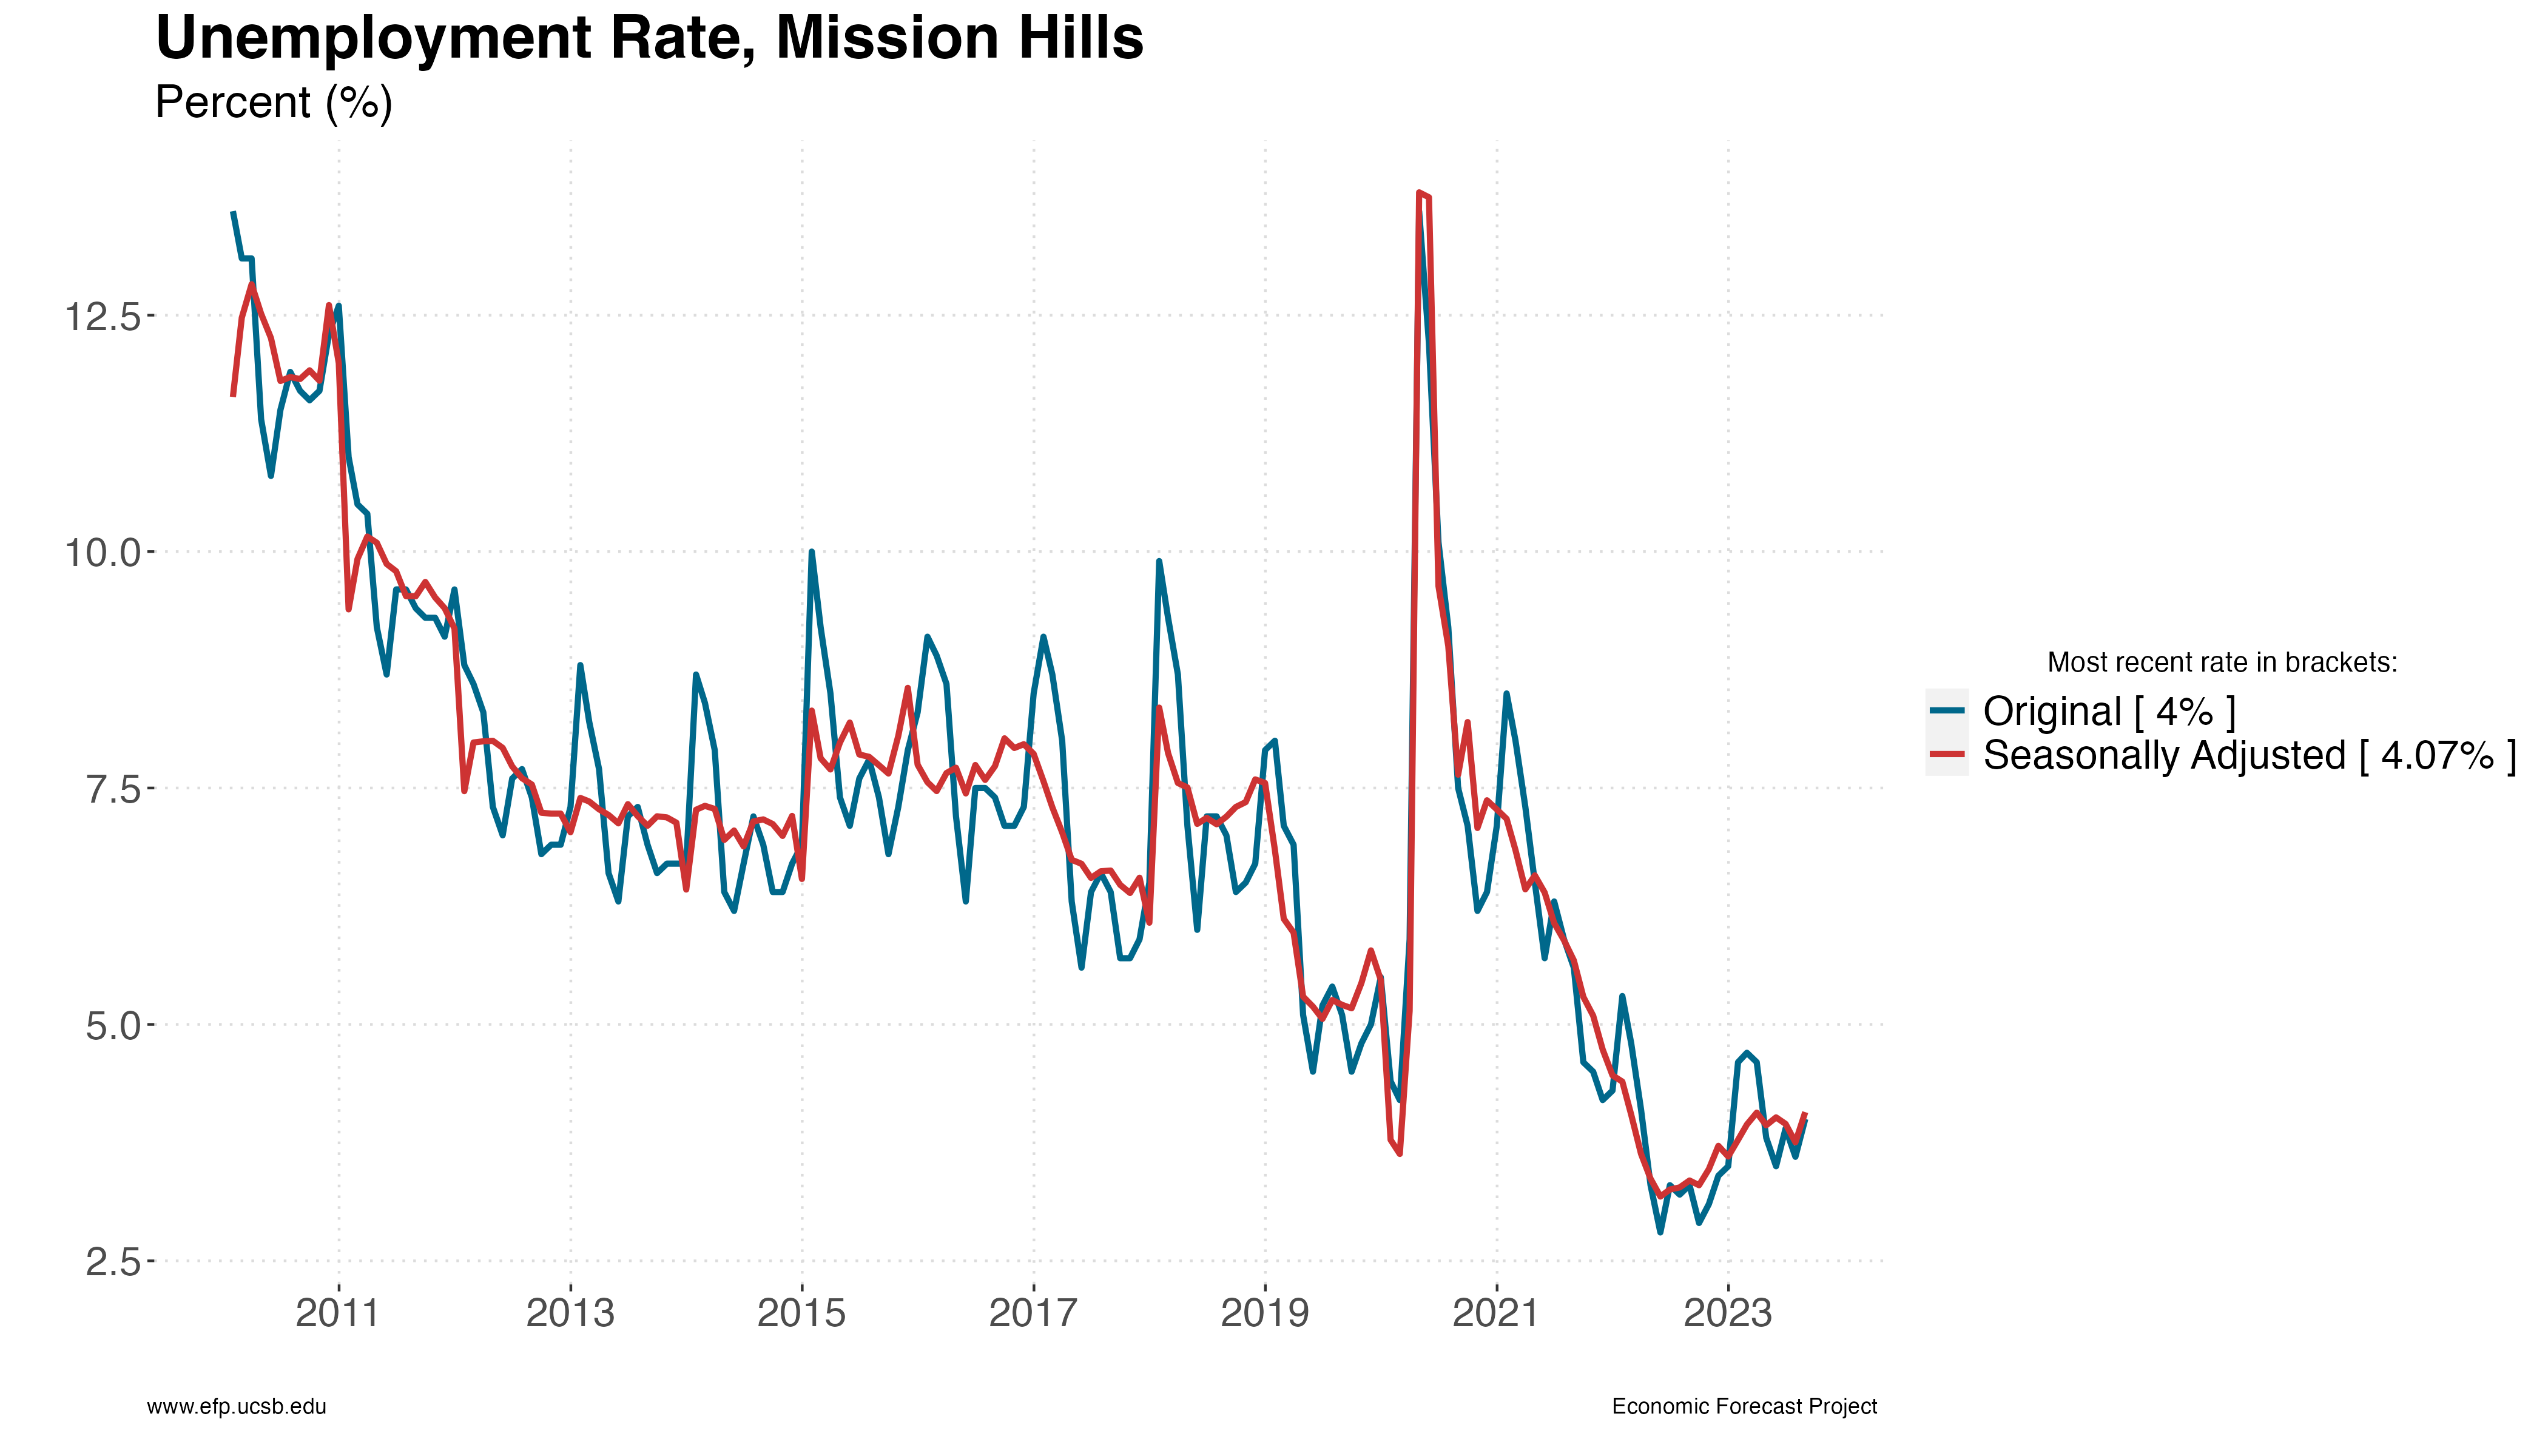 Unemployment Rate, Mission Hills
Percent (%)
12.5
10.0
7.5
5.0
2.5
2011 2013 2015 2017 2019 2021 2023
Most recent rate in brackets:
Original [ 4% ]
Seasonally Adjusted [ 4.07% ]
www.efp.ucsb.edu
Economic Forecast Project